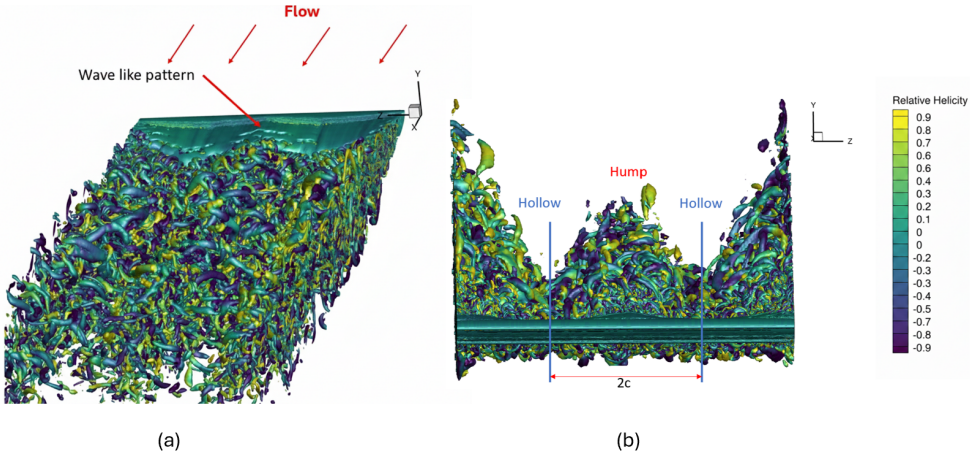 Flow
Wave like pattern
Y
Z
X
(a)
Hump
Hollow
Hollow
2c
Y
Z
(b)
Relative Helicity
0.9
0.8
0.7
0.6
0.4
0.3
0.2
0.1
0
0
-0.2
-0.3
-0.4
-0.5
-0.7
-0.8
-0.9